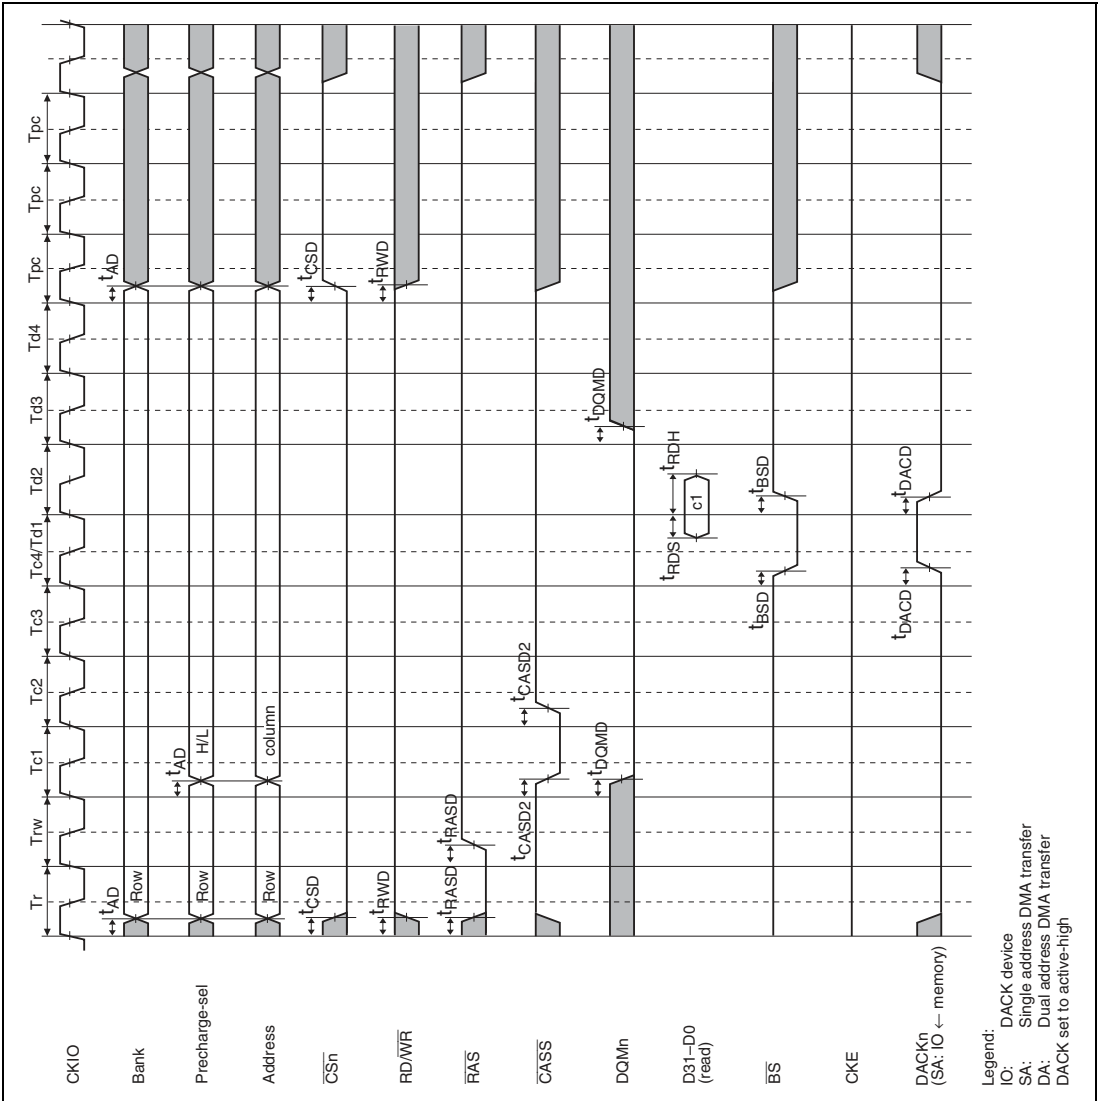 Tr
Trw
Tc1
Tc2
Tc3
Tc4/Td1
Td2
Td3
Td4
Tpc
Tpc
Tpc
CKIO
Bank
tAD
Row
tAD
Precharge-sel
Row
tAD
H/L
Address
Row
column
CSn
tCSD
tCSD
RD/WR
tRWD
tRWD
RAS
tRASD
tRASD
CASS
tCASD2
tCASD2
DQMn
tDQMD
tDQMD
D31–D0
(read)
tRDS
tRDH
c1
BS
tBSD
tBSD
CKE
DACKn
(SA: IO ← memory)
tDACD
tDACD
Legend:
IO: DACK device
SA: Single address DMA transfer
DA: Dual address DMA transfer
DACK set to active-high